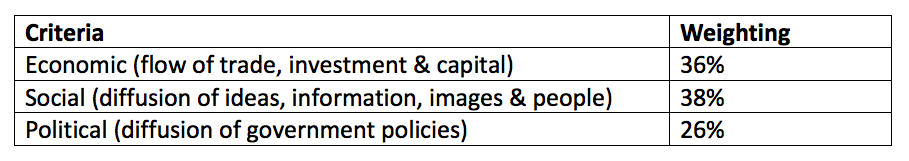 Criteria Weighting
Economic (flow of trade, investment & capital) 36%
Social (diffusion of ideas, information, images & people) 38%
Political (diffusion of government policies) 26%